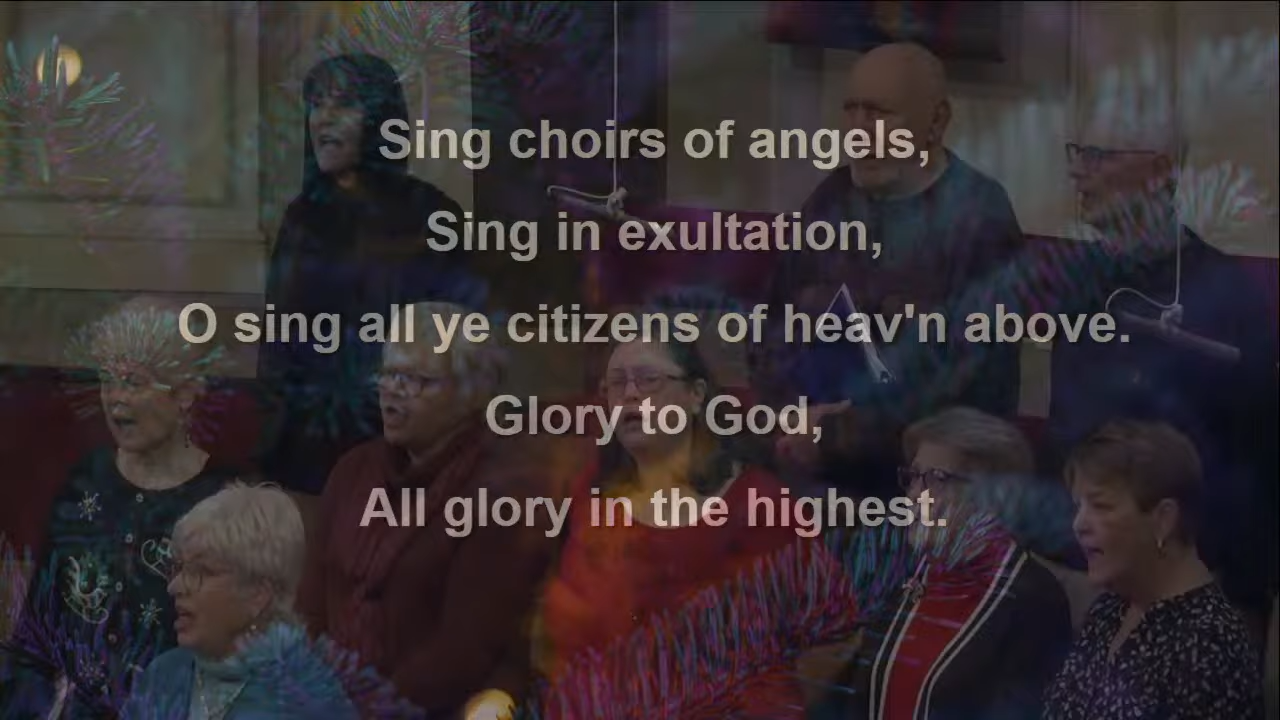 Sing choirs of angels,
Sing in exultation,
O sing all ye citizens of heav'n above.
Glory to God,
All glory in the highest.